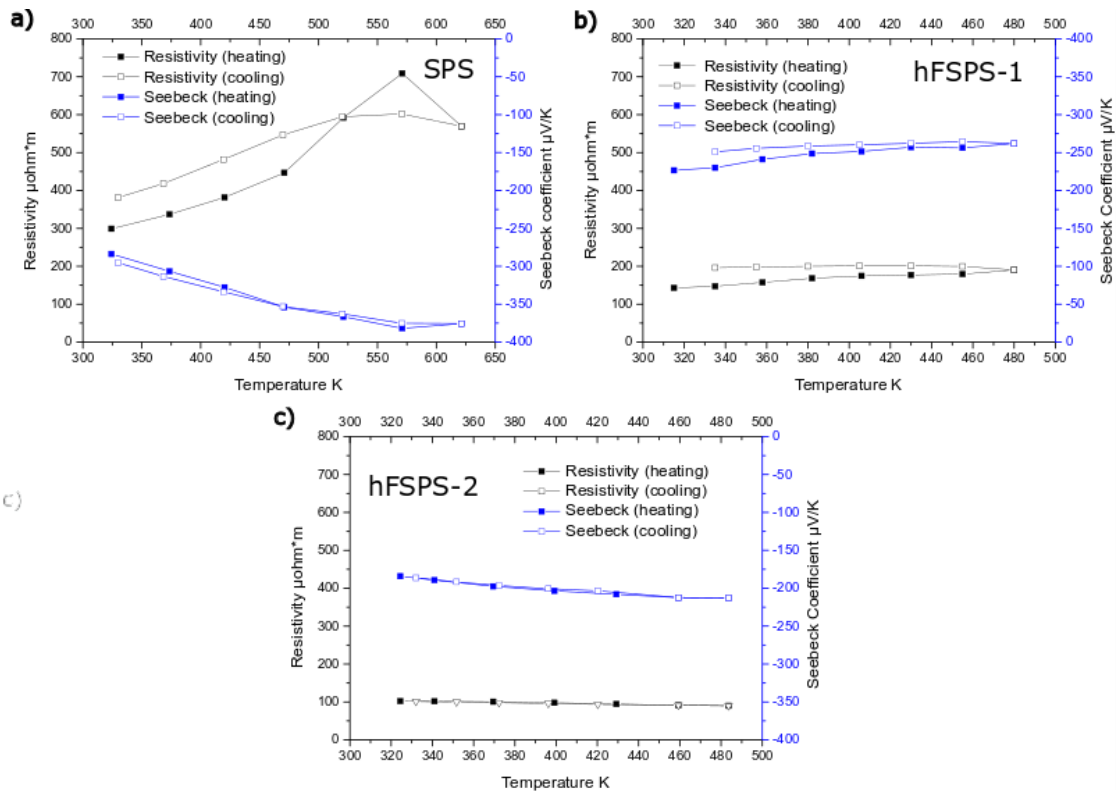 a)
300 350 400 450 500 550 600 650
800 700 600 500 400 300 200 100 0
Resistivity µohm*m
Resistivity (heating)
Resistivity (cooling)
Seebeck (heating)
Seebeck (cooling)
SPS
0 -50 -100 -150 -200 -250 -300 -350 -400
Seebeck coefficient µV/K
300 350 400 450 500 550 600 650
Temperature K
b)
300 320 340 360 380 400 420 440 460 480 500
800 700 600 500 400 300 200 100 0
Resistivity µohm*m
Resistivity (heating)
Resistivity (cooling)
Seebeck (heating)
Seebeck (cooling)
hFSPS-1
-400 -350 -300 -250 -200 -150 -100 -50 0
Seebeck Coefficient µV/K
300 320 340 360 380 400 420 440 460 480 500
Temperature K
c)
c)
300 320 340 360 380 400 420 440 460 480 500
800 700 600 500 400 300 200 100 0
Resistivity µohm*m
hFSPS-2
Resistivity (heating)
Resistivity (cooling)
Seebeck (heating)
Seebeck (cooling)
0 -50 -100 -150 -200 -250 -300 -350 -400
Seebeck Coefficient µV/K
300 320 340 360 380 400 420 440 460 480 500
Temperature K